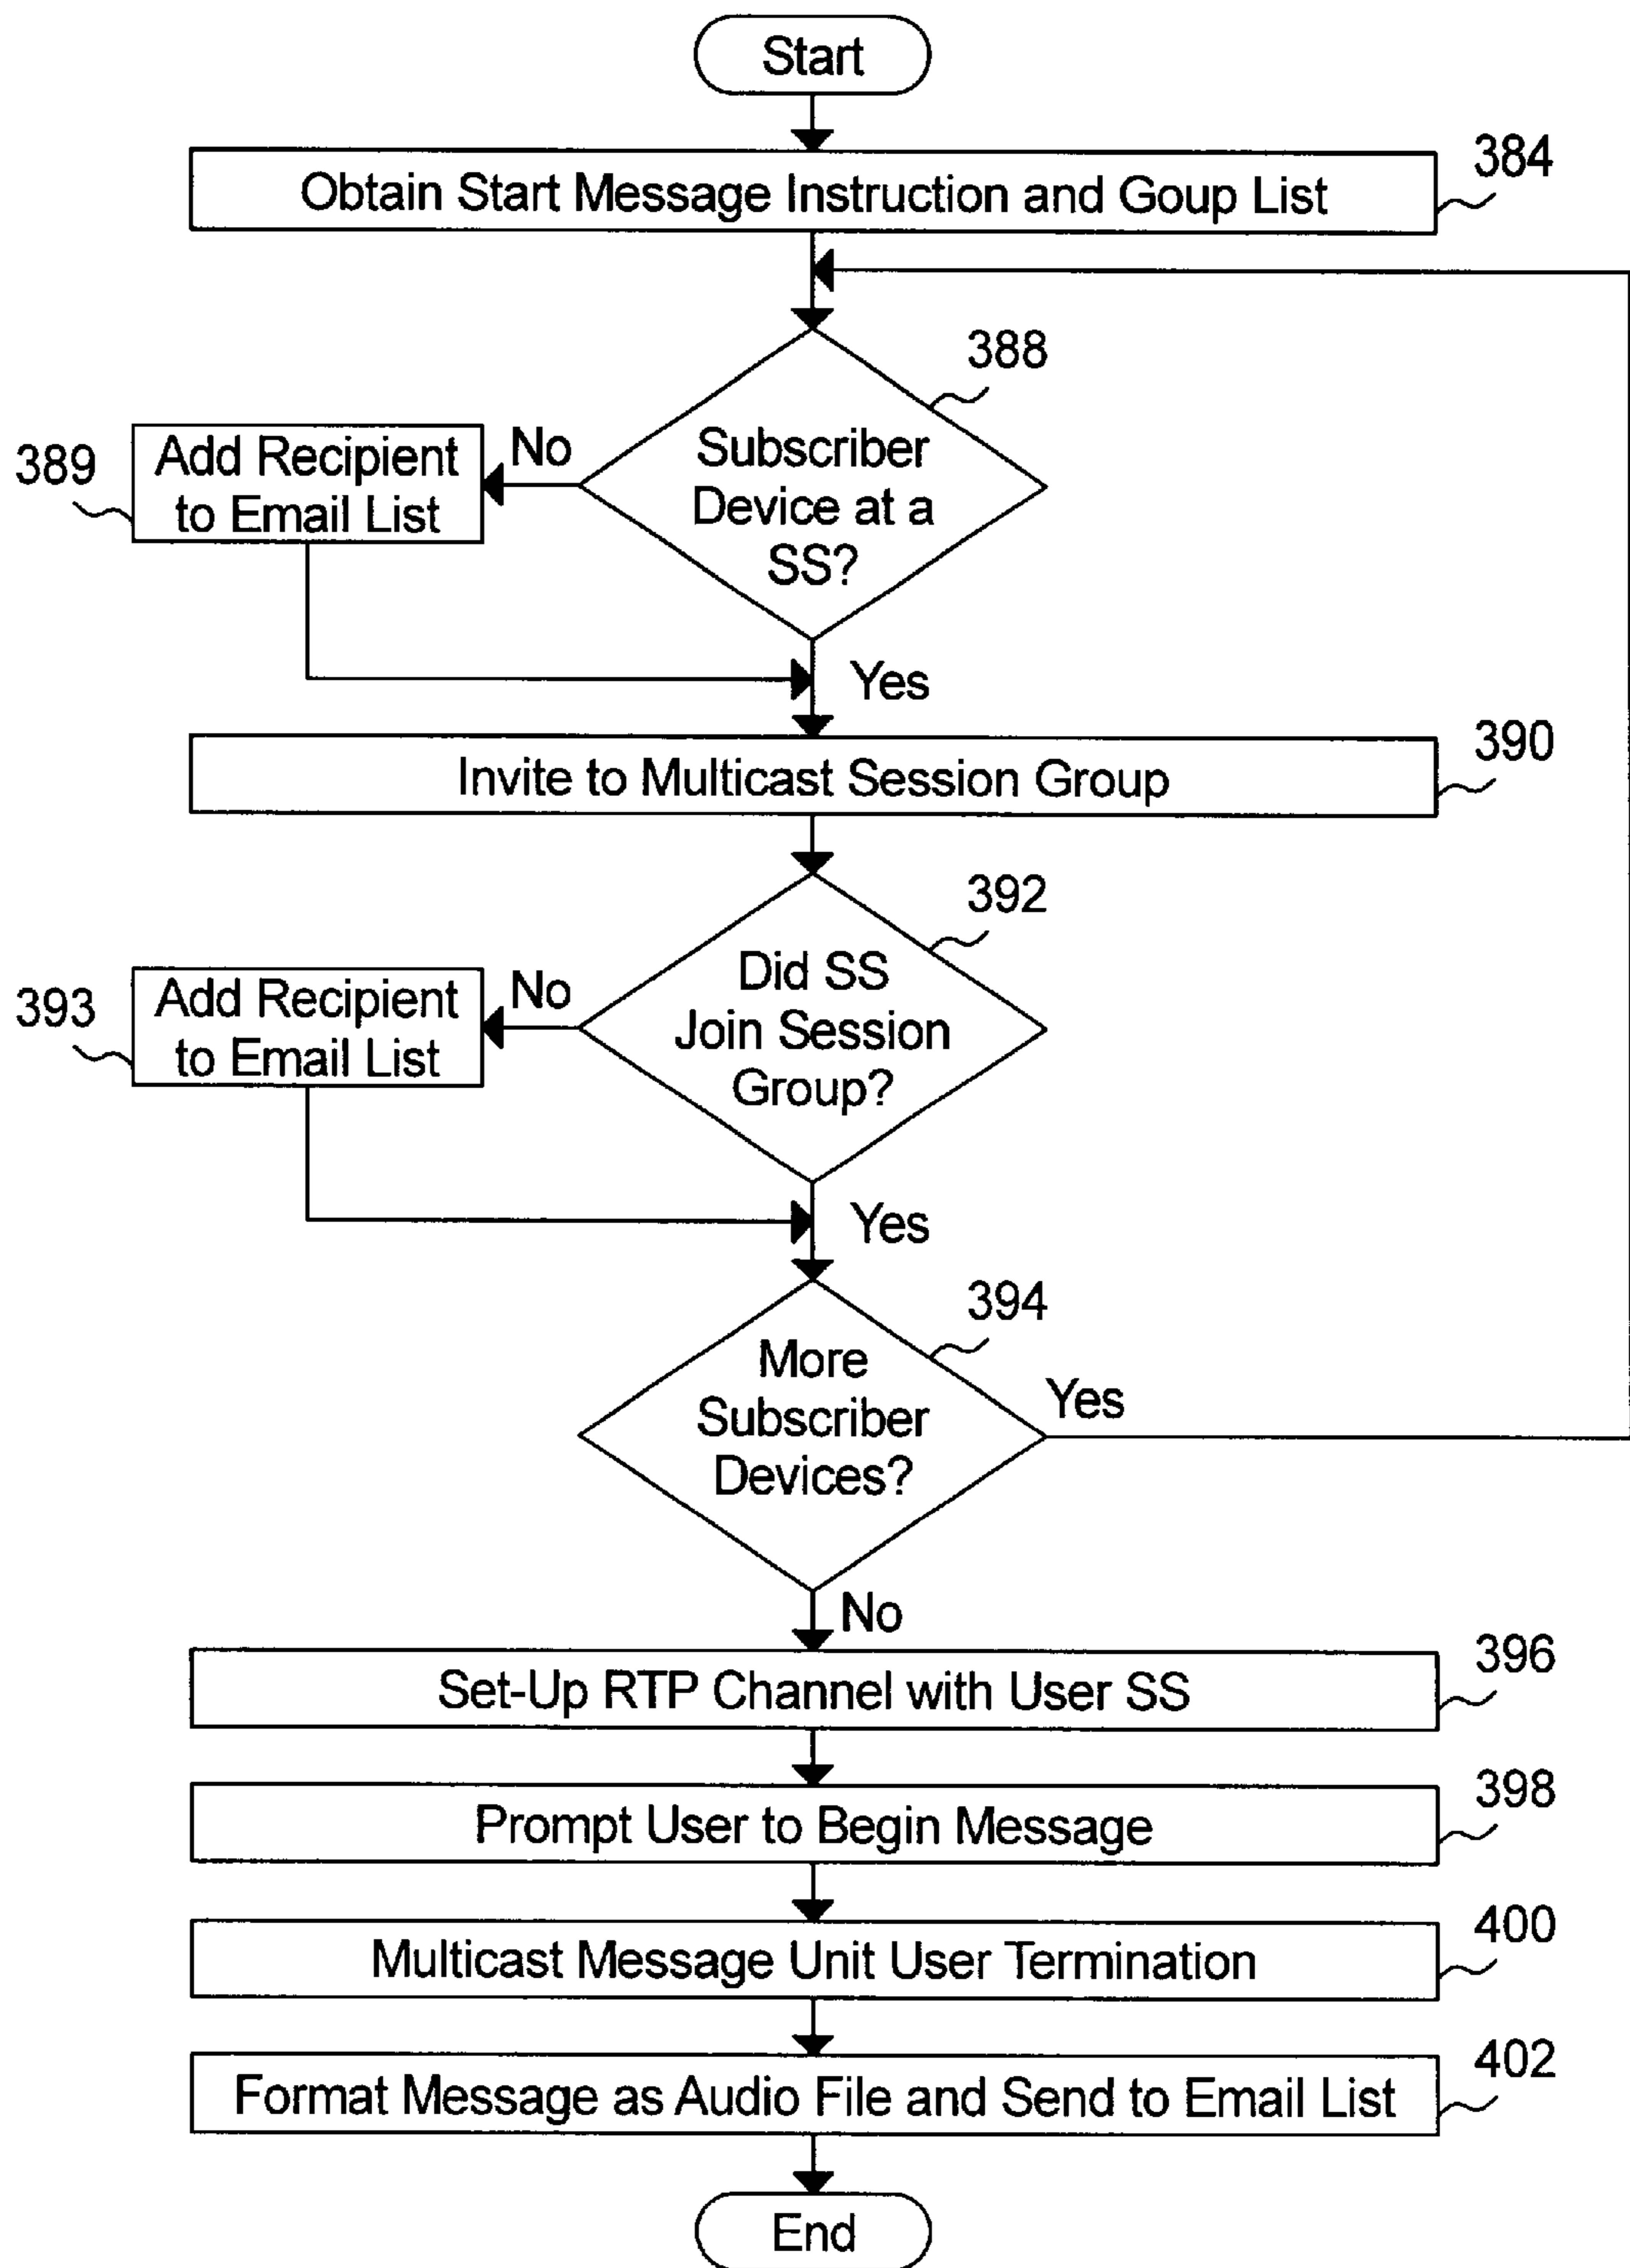 Start
384
Obtain Start Message Instruction and Goup List
388
Subscriber
Device at a
SS?
No
389
Add Recipient
to Email List
Yes
390
Invite to Multicast Session Group
392
Did SS
Join Session
Group?
No
393
Add Recipient
to Email List
Yes
394
More
Subscriber
Devices?
Yes
No
396
Set-Up RTP Channel with User SS
398
Prompt User to Begin Message
400
Multicast Message Unit User Termination
402
Format Message as Audio File and Send to Email List
End